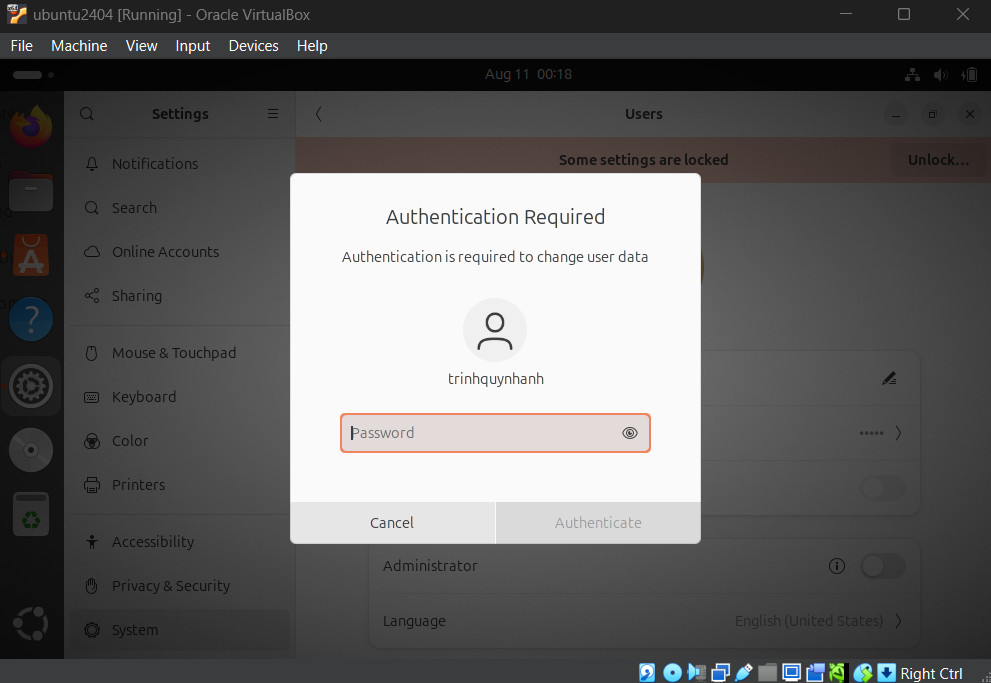 ubuntu2404 [Running] - Oracle VirtualBox
File Machine View Input Devices Help
Aug 11 00:18
Settings
Users
Some settings are locked
Unlock...
Notifications
Search
Online Accounts
Sharing
Mouse & Touchpad
Keyboard
Color
Printers
Accessibility
Privacy & Security
System
Authentication Required
Authentication is required to change user data
trinhquynhanh
Password
Cancel
Authenticate
Administrator
Language
English (United States)
Right Ctrl